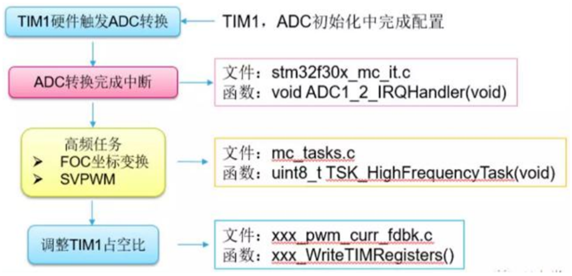 TIM1硬件触发ADC转换
TIM1，ADC初始化中完成配置
ADC转换完成中断
文件：stm32f30x_mc_it.c
函数：void ADC1_2_IRQHandler(void)
高频任务
FOC坐标变换
SVPWM
文件：mc_tasks.c
函数：uint8_t TSK_HighFrequencyTask(void)
调整TIM1占空比
文件：xxx_pwm_curr_fdbk.c
函数：xxx_WriteTIMRegisters()